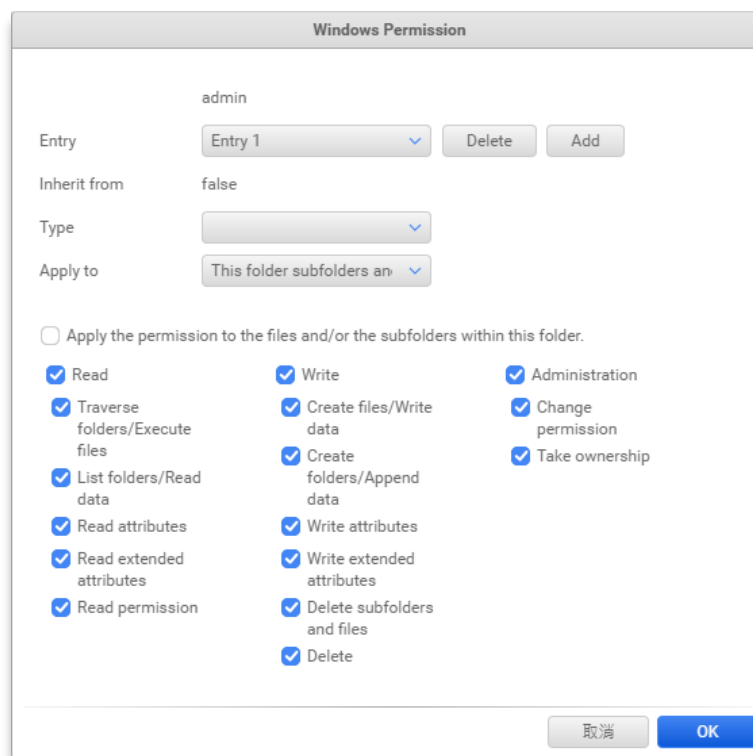 Windows Permission
admin
Entry
Entry 1
Delete
Add
Inherit from
false
Type
Apply to
This folder subfolders an
Apply the permission to the files and/or the subfolders within this folder.
Read
Traverse
folders/Execute
files
List folders/Read
data
Read attributes
Read extended
attributes
Read permission
Write
Create files/Write
data
Create
folders/Append
data
Write attributes
Write extended
attributes
Delete subfolders
and files
Delete
Administration
Change
permission
Take ownership
取消
OK